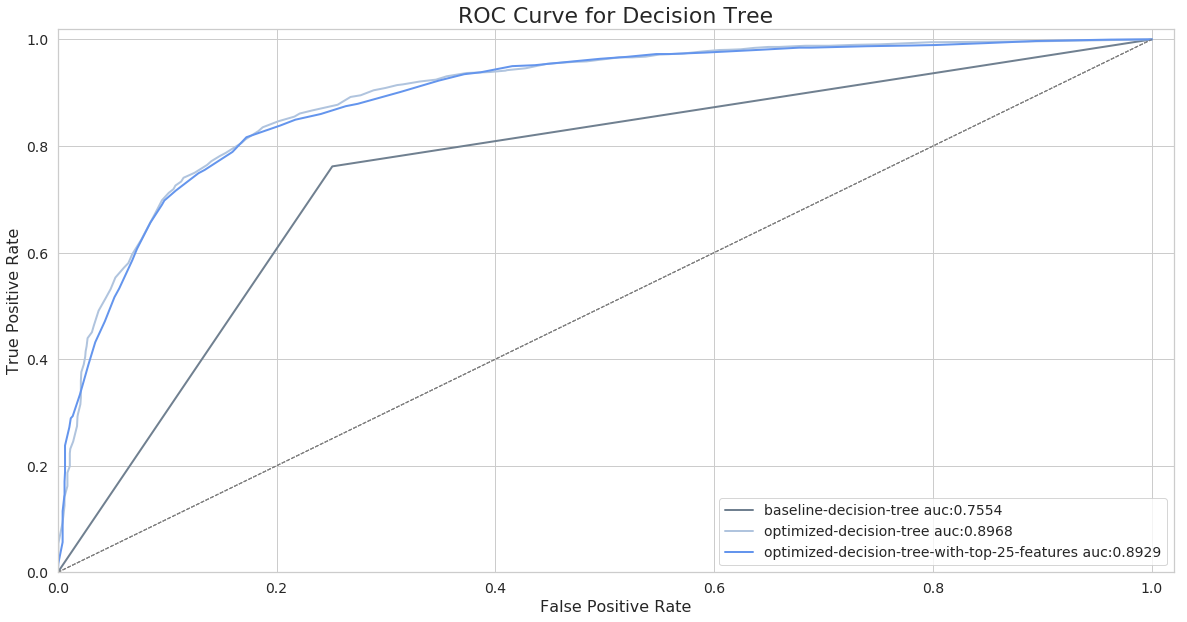 ROC Curve for Decision Tree
True Positive Rate
1.0
0.8
0.6
0.4
0.2
0.0
0.0 0.2 0.4 0.6 0.8 1.0
False Positive Rate
baseline-decision-tree auc:0.7554
optimized-decision-tree auc:0.8968
optimized-decision-tree-with-top-25-features auc:0.8929